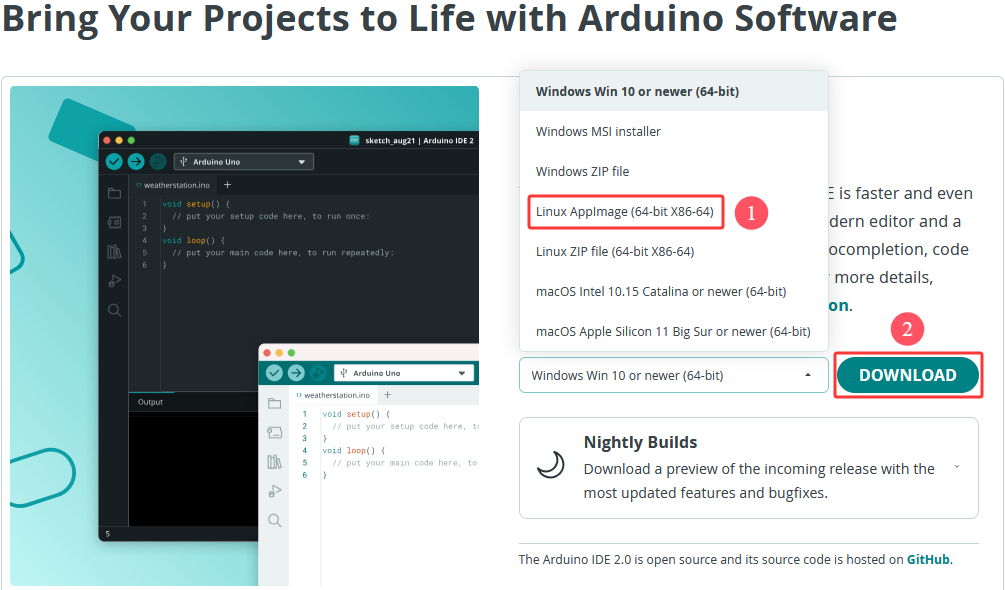 Bring Your Projects to Life with Arduino Software
sketch_aug21 | Arduino IDE 2
Arduino Uno
weatherstation.ino +
1 void setup() {
2 // put your setup code here, to run once:
3 }
4 void loop() {
5 // put your main code here, to run repeatedly:
6 }
Output
5
Arduino Uno
weatherstation.ino +
1 void setup() {
2 // put your setup code here, to
3 }
4 void loop() {
5 // put your main code here, to
6 }
Windows Win 10 or newer (64-bit)
Windows MSI installer
Windows ZIP file
Linux AppImage (64-bit X86-64)
1
Linux ZIP file (64-bit X86-64)
macOS Intel 10.15 Catalina or newer (64-bit)
macOS Apple Silicon 11 Big Sur or newer (64-bit)
E is faster and even
dern editor and a
ocompletion, code
more details,
on.
2
Windows Win 10 or newer (64-bit)
DOWNLOAD
Nightly Builds
Download a preview of the incoming release with the
most updated features and bugfixes.
The Arduino IDE 2.0 is open source and its source code is hosted on GitHub.